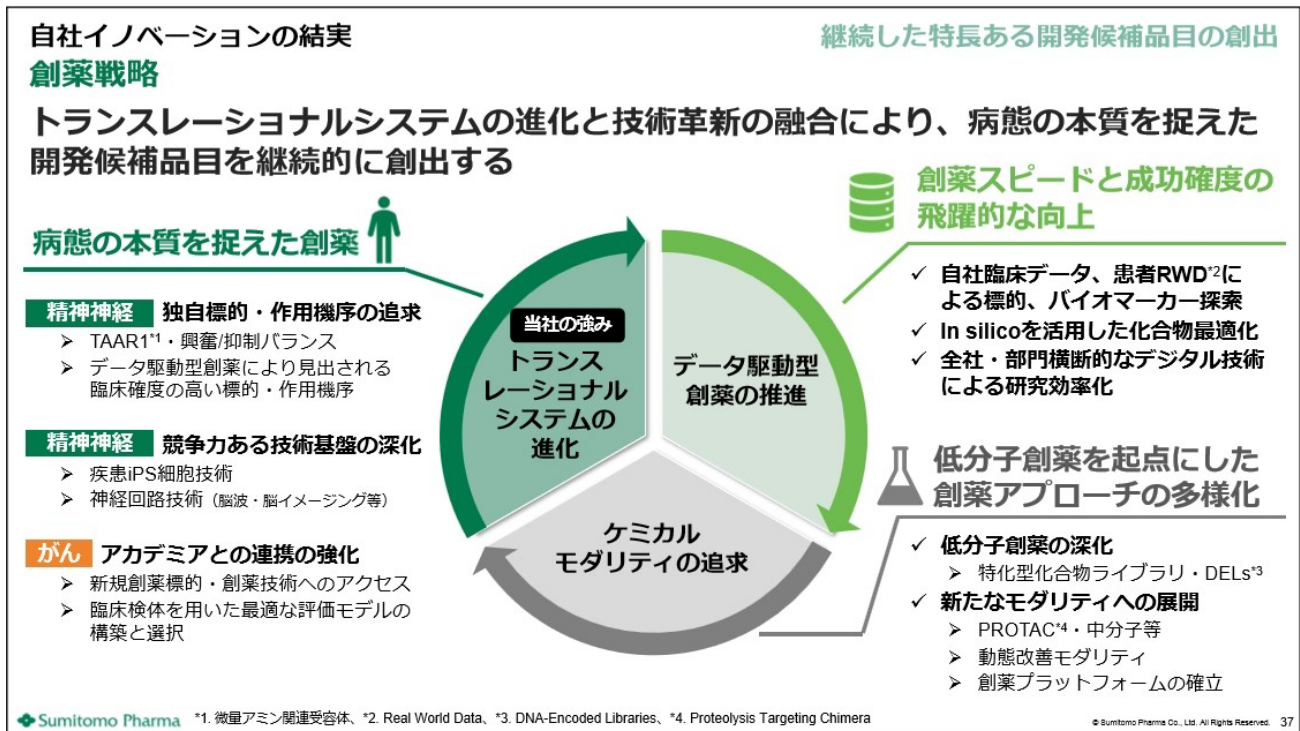 自社イノベーションの結実
継続した特長ある開発候補品目の創出
創薬戦略
トランスレーショナルシステムの進化と技術革新の融合により、病態の本質を捉えた
開発候補品目を継続的に創出する
病態の本質を捉えた創薬
精神神経 独自標的・作用機序の追求
➢ TAAR1*1・興奮/抑制バランス
➢ データ駆動型創薬により見出される
臨床確度の高い標的・作用機序
精神神経 競争力ある技術基盤の深化
➢ 疾患iPS細胞技術
➢ 神経回路技術（脳波・脳イメージング等）
がん アカデミアとの連携の強化
➢ 新規創薬標的・創薬技術へのアクセス
➢ 臨床検体を用いた最適な評価モデルの
構築と選択
当社の強み
トランス
レーショナル
システムの
進化
データ駆動型
創薬の推進
ケミカル
モダリティの追求
創薬スピードと成功確度の
飛躍的な向上
✓ 自社臨床データ、患者RWD*2に
よる標的、バイオマーカー探索
✓ In silicoを活用した化合物最適化
✓ 全社・部門横断的なデジタル技術
による研究効率化
低分子創薬を起点にした
創薬アプローチの多様化
✓ 低分子創薬の深化
➢ 特化型化合物ライブラリ・DELs*3
✓ 新たなモダリティへの展開
➢ PROTAC*4・中分子等
➢ 動態改善モダリティ
➢ 創薬プラットフォームの確立
Sumitomo Pharma
*1. 微量アミン関連受容体、*2. Real World Data、*3. DNA-Encoded Libraries、*4. Proteolysis Targeting Chimera
© Sumitomo Pharma Co., Ltd. All Rights Reserved. 37